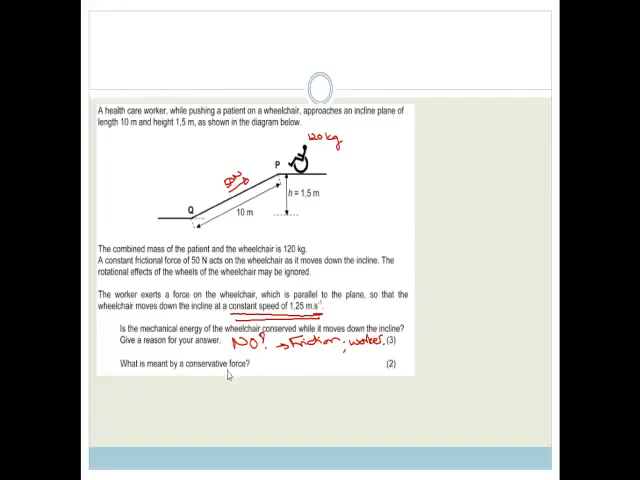 A health care worker, while pushing a patient on a wheelchair, approaches an incline plane of
length 10 m and height 1,5 m, as shown in the diagram below.
120 kg
P
50N
h = 1,5 m
Q
10 m
The combined mass of the patient and the wheelchair is 120 kg.
A constant frictional force of 50 N acts on the wheelchair as it moves down the incline. The
rotational effects of the wheels of the wheelchair may be ignored.
The worker exerts a force on the wheelchair, which is parallel to the plane, so that the
wheelchair moves down the incline at a constant speed of 1,25 m.s⁻¹.
Is the mechanical energy of the wheelchair conserved while it moves down the incline?
Give a reason for your answer. NO? → Friction; worker. (3)
What is meant by a conservative force? (2)